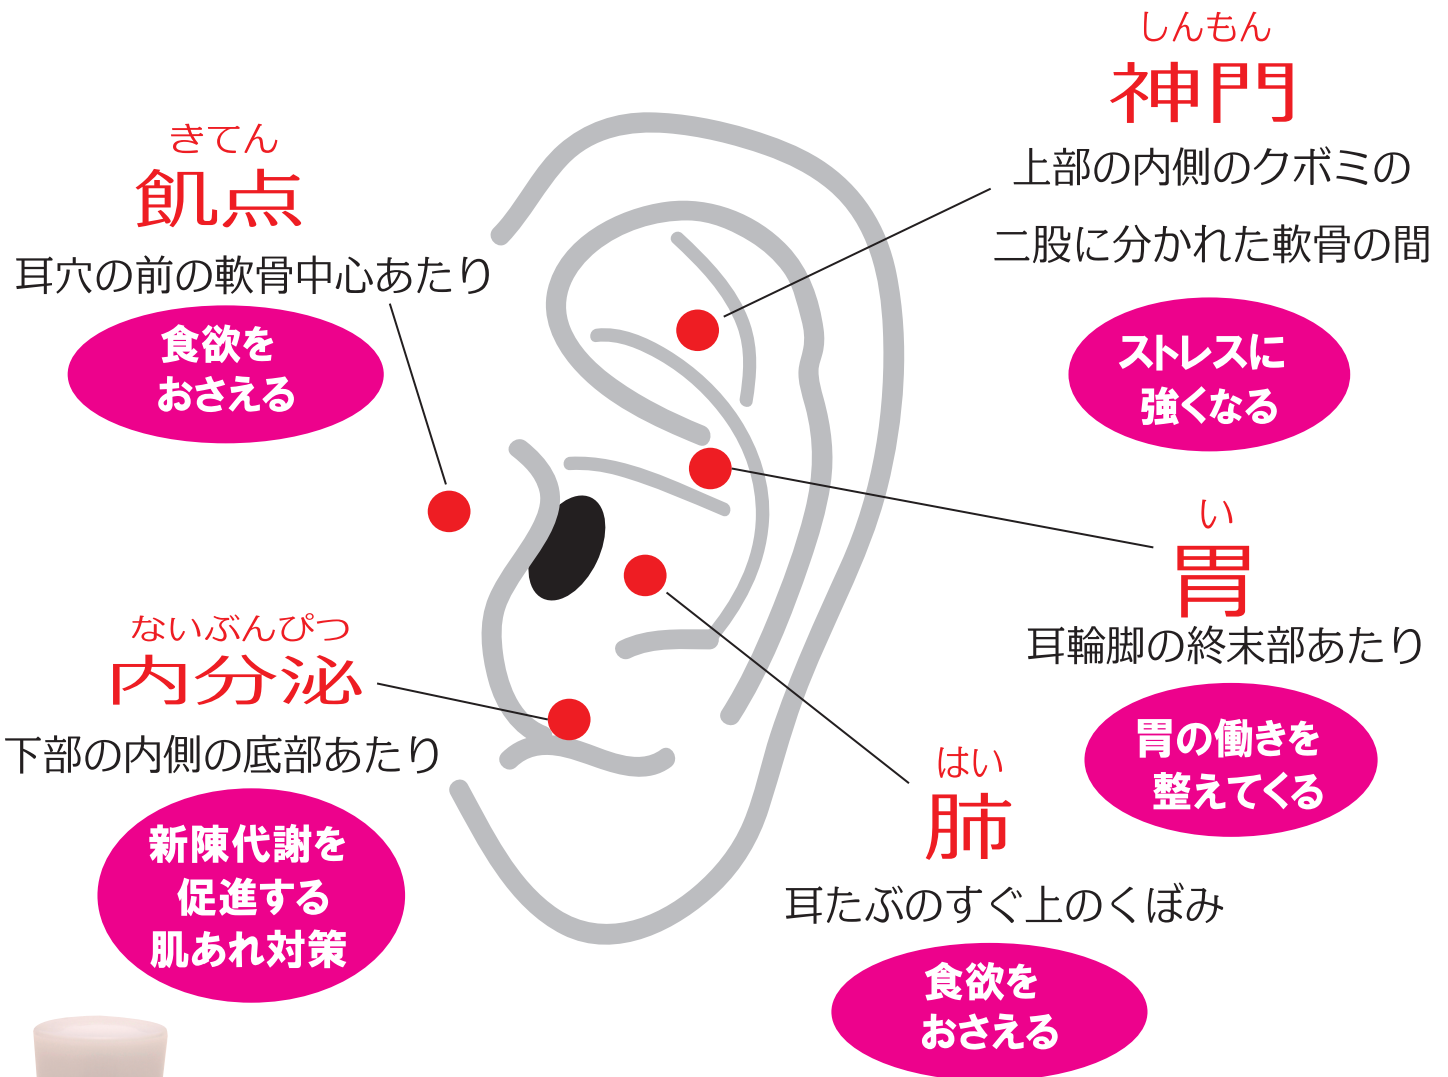 しんもん
神門
上部の内側のクボミの
二股に分かれた軟骨の間
ストレスに
強くなる
きてん
飢点
耳穴の前の軟骨中心あたり
食欲を
おさえる
い
胃
耳輪脚の終末部あたり
胃の働きを
整えてくる
ないぶんぴつ
内分泌
下部の内側の底部あたり
新陳代謝を
促進する
肌あれ対策
はい
肺
耳たぶのすぐ上のくぼみ
食欲を
おさえる